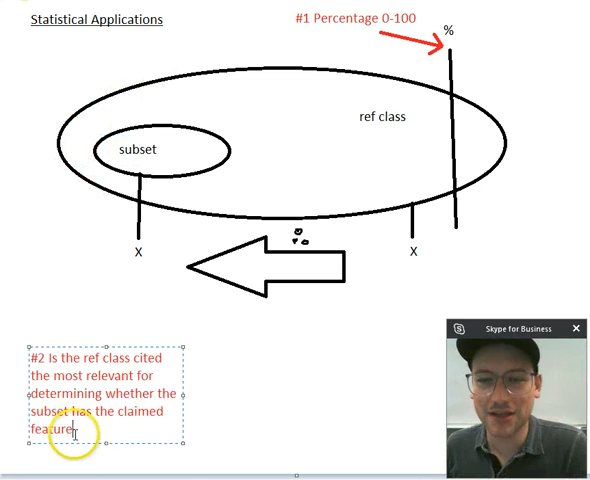 Statistical Applications
#1 Percentage 0-100
%
ref class
subset
X
X
#2 Is the ref class cited
the most relevant for
determining whether the
subset has the claimed
feature
Skype for Business